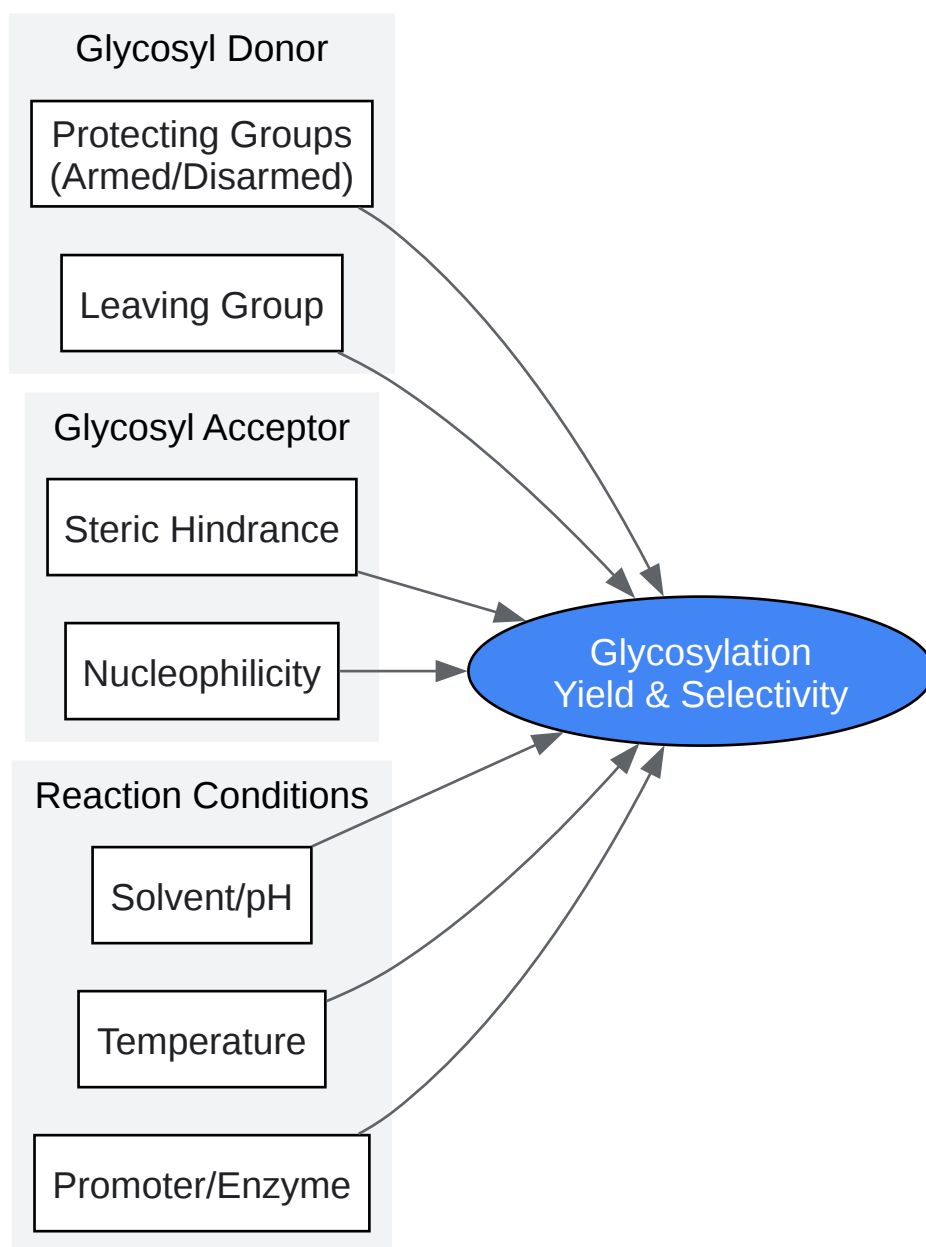 Glycosyl Donor
Protecting Groups
(Armed/Disarmed)
Leaving Group
Glycosyl Acceptor
Steric Hindrance
Nucleophilicity
Glycosylation
Yield & Selectivity
Reaction Conditions
Solvent/pH
Temperature
Promoter/Enzyme